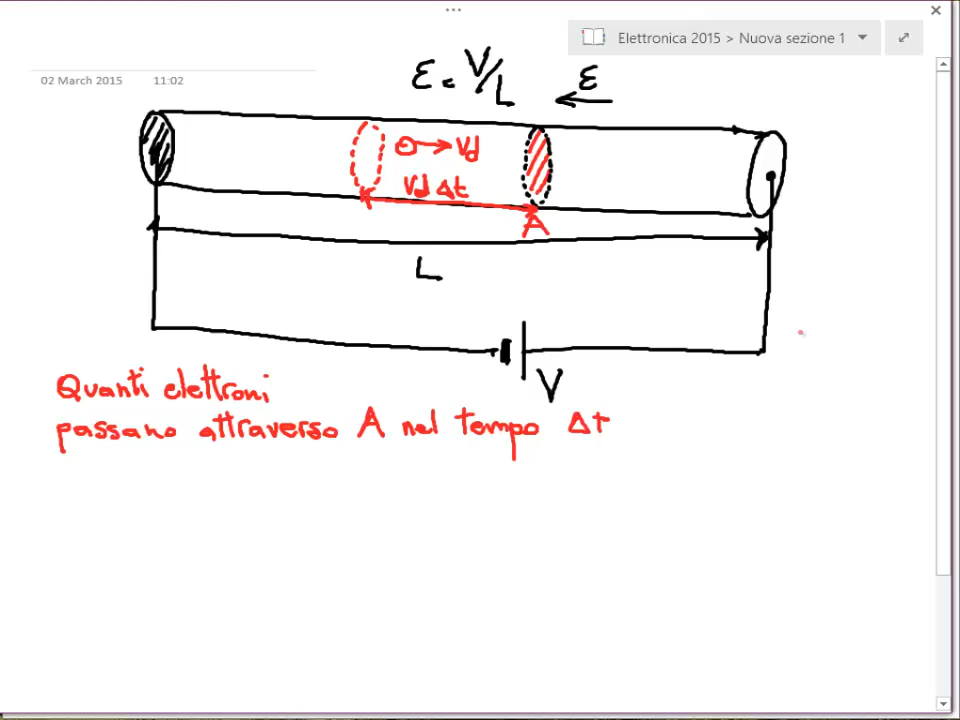 Elettronica 2015 > Nuova sezione 1
02 March 2015 11:02
ε = V/L
ε
Vd
Vd Δt
A
L
V
Quanti elettroni
passano attraverso A nel tempo Δt